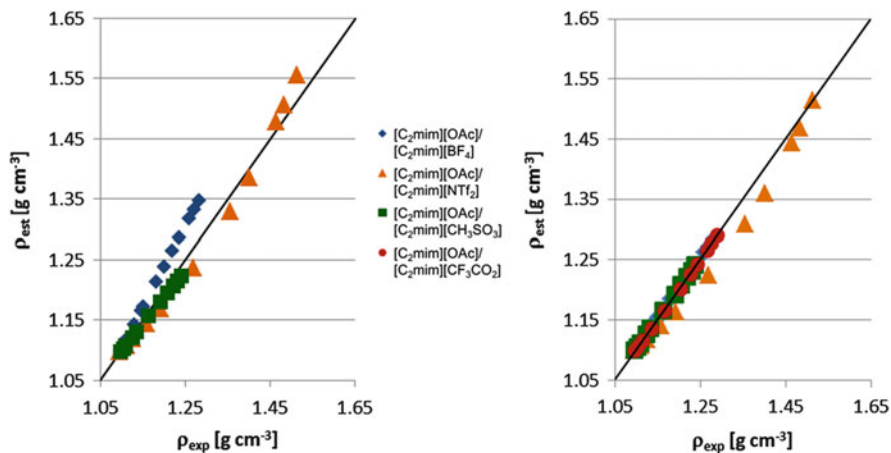 1.65
1.55
1.45
1.35
1.25
1.15
1.05
ρest [g cm-3]
1.05 1.25 1.45 1.65
ρexp [g cm-3]
[C2mim][OAc]/
[C2mim][BF4]
[C2mim][OAc]/
[C2mim][NTf2]
[C2mim][OAc]/
[C2mim][CH3SO3]
[C2mim][OAc]/
[C2mim][CF3CO2]
1.65
1.55
1.45
1.35
1.25
1.15
1.05
ρest [g cm-3]
1.05 1.25 1.45 1.65
ρexp [g cm-3]